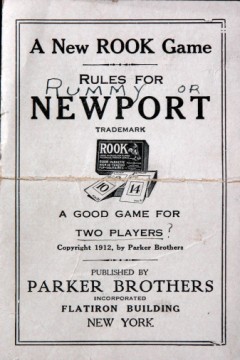 A New ROOK Game
RULES FOR
RUMMY OR
NEWPORT
TRADEMARK
ROOK
10 14
A GOOD GAME FOR
TWO PLAYERS?
Copyright 1912, by Parker Brothers
PUBLISHED BY
PARKER BROTHERS
INCORPORATED
FLATIRON BUILDING
NEW YORK